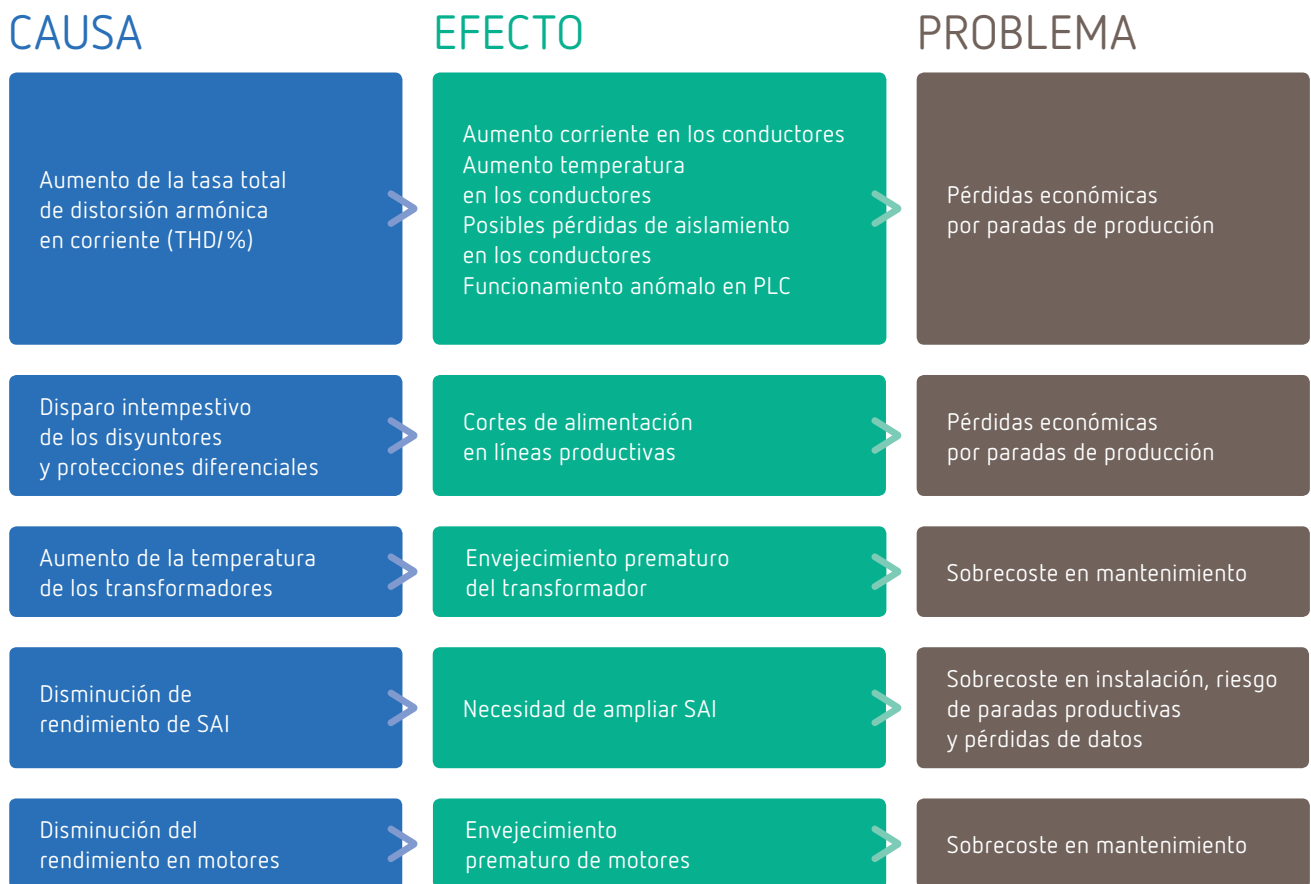 CAUSA
EFECTO
PROBLEMA
Aumento de la tasa total
de distorsión armónica
en corriente (THDI%)
Aumento corriente en los conductores
Aumento temperatura
en los conductores
Posibles pérdidas de aislamiento
en los conductores
Funcionamiento anómalo en PLC
Pérdidas económicas
por paradas de producción
Disparo intempestivo
de los disyuntores
y protecciones diferenciales
Cortes de alimentación
en líneas productivas
Pérdidas económicas
por paradas de producción
Aumento de la temperatura
de los transformadores
Envejecimiento prematuro
del transformador
Sobrecoste en mantenimiento
Disminución de
rendimiento de SAI
Necesidad de ampliar SAI
Sobrecoste en instalación, riesgo
de paradas productivas
y pérdidas de datos
Disminución del
rendimiento en motores
Envejecimiento
prematuro de motores
Sobrecoste en mantenimiento